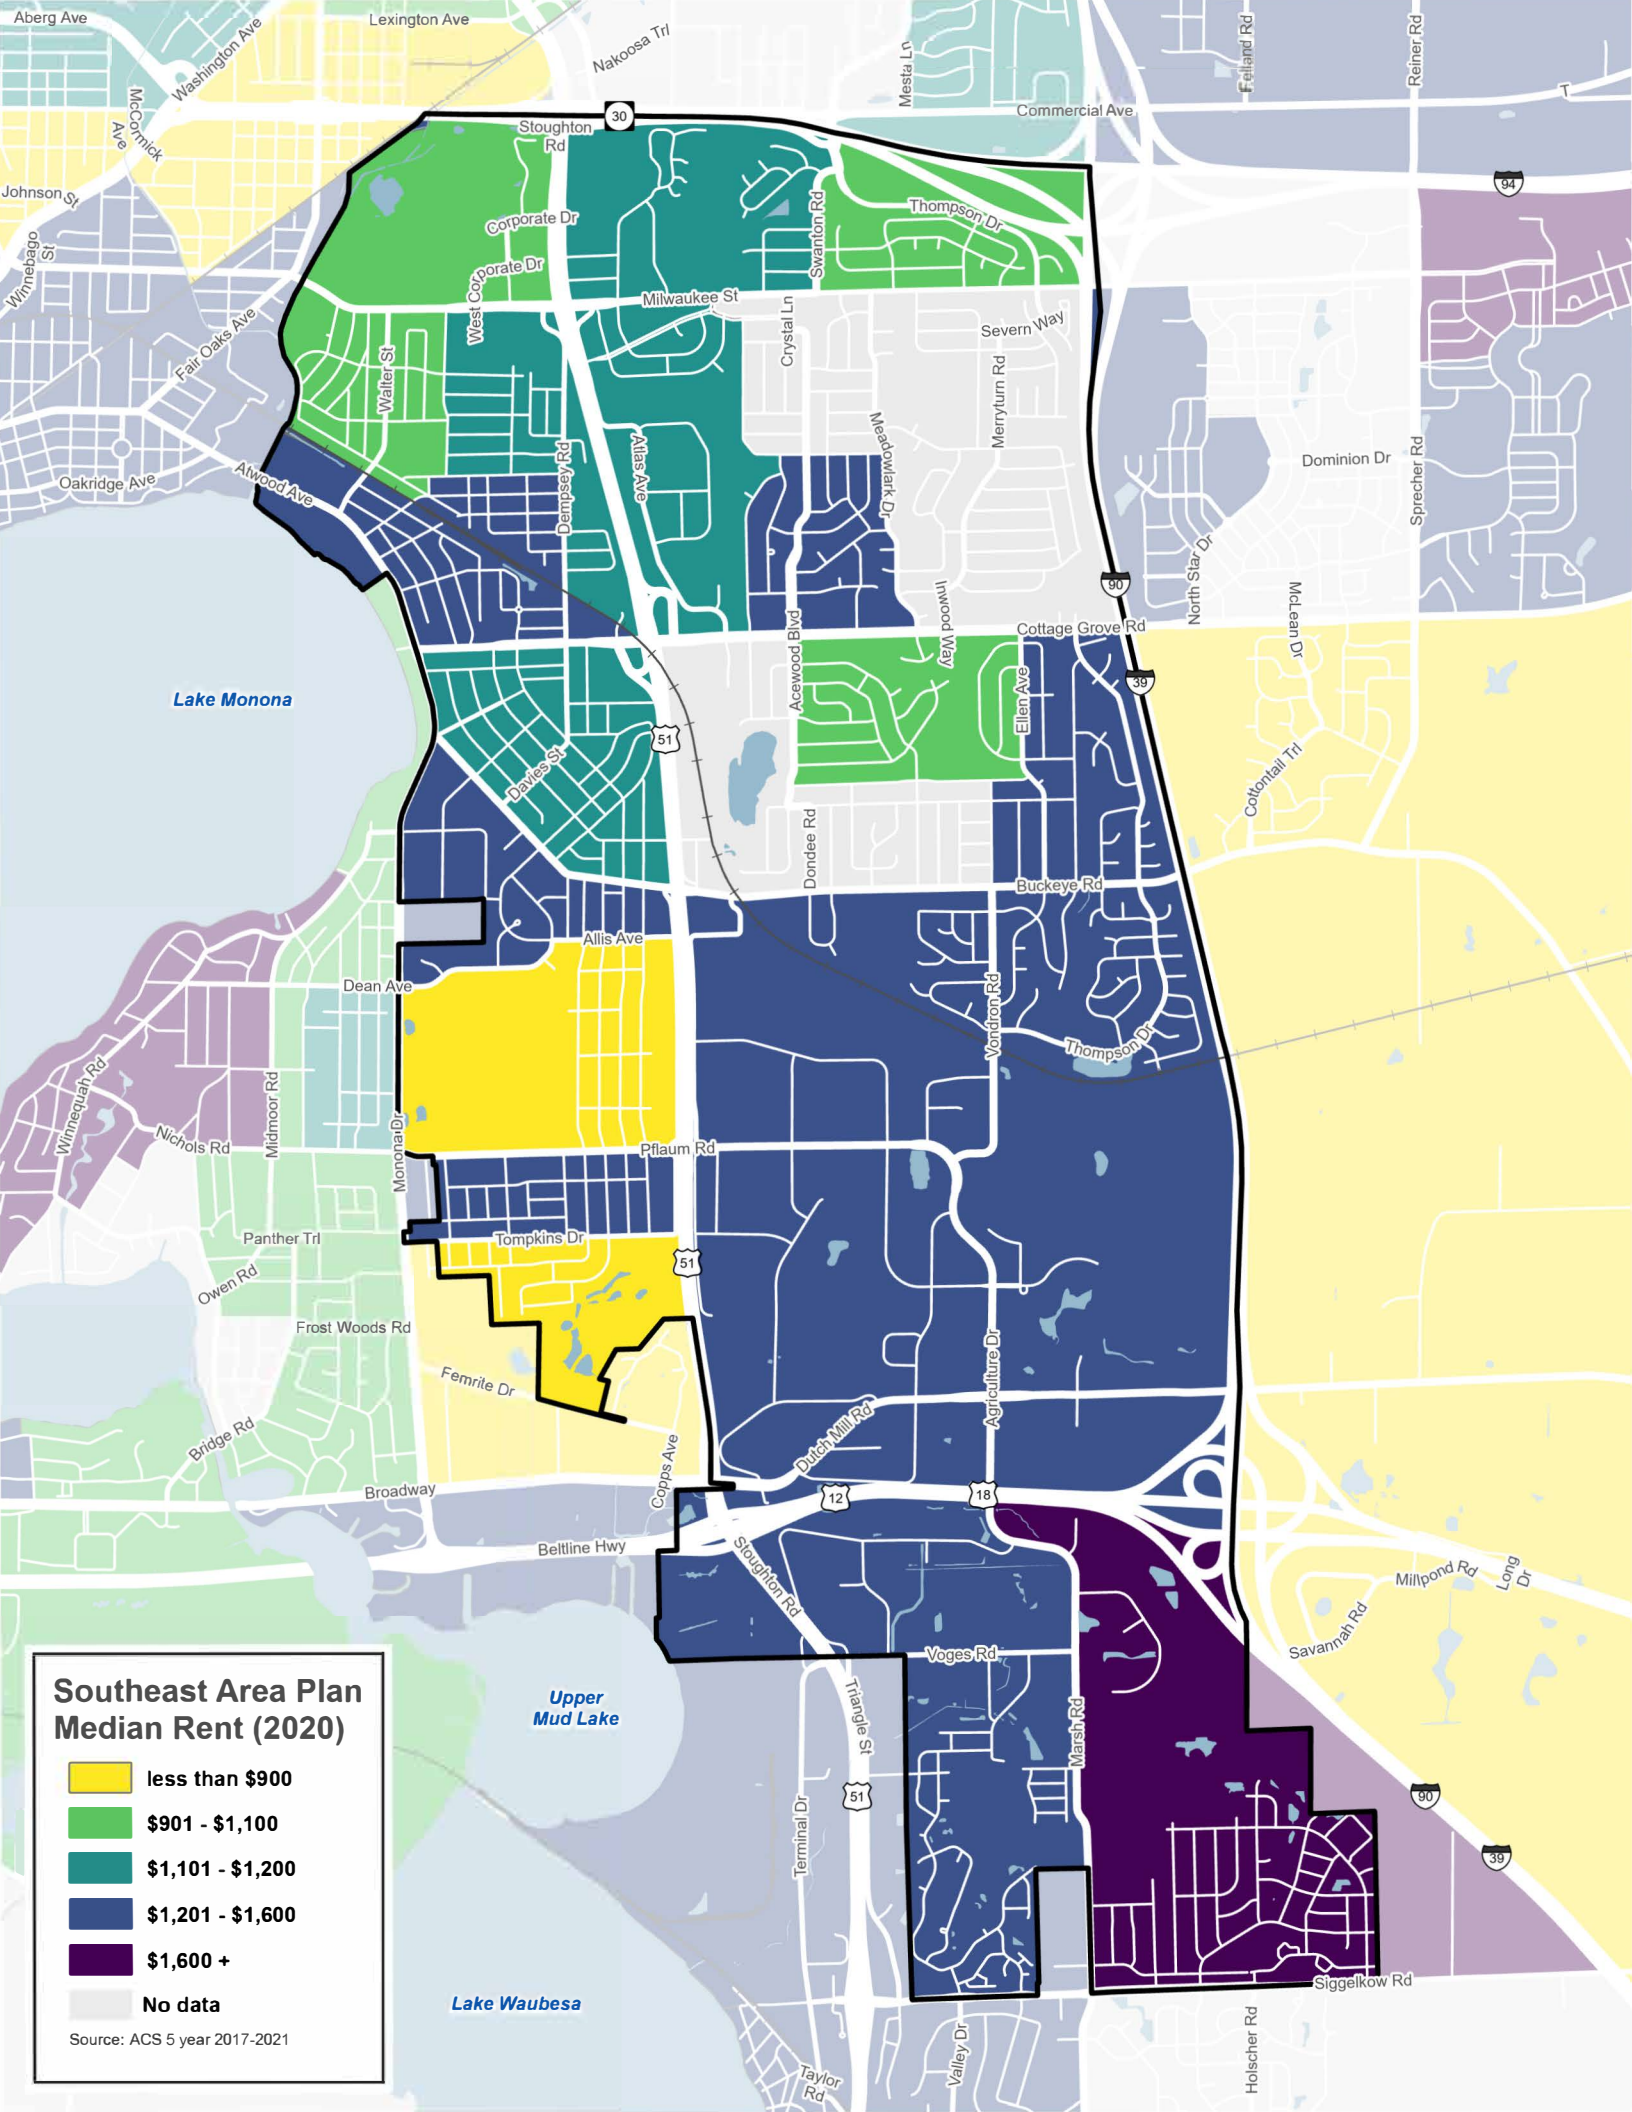 Aberg Ave
Lexington Ave
Washington Ave
Nakoosa Trl
Mesta Ln
Felland Rd
Reiner Rd
McCormick
Ave
Stoughton
Rd
30
Commercial Ave
T
Johnson St
94
Winnebago
St
Corporate Dr
West Corporate Dr
Swanton Rd
Thompson Dr
Milwaukee St
Fair Oaks Ave
Walter St
Crystal Ln
Severn Way
Merryturn Rd
Meadowlark Dr
Atlas Ave
Dempsey Rd
Oakridge Ave
Atwood Ave
Dominion Dr
Sprecher Rd
North Star Dr
90
McLean Dr
Inwood Way
Cottage Grove Rd
Acewood Blvd
Ellen Ave
39
Lake Monona
51
Davies St
Cottontail Trl
Dondee Rd
Buckeye Rd
Allis Ave
Dean Ave
Vondron Rd
Thompson Dr
Winnequah Rd
Midmoor Rd
Monona Dr
Nichols Rd
Pflaum Rd
Panther Trl
Tompkins Dr
51
Owen Rd
Frost Woods Rd
Femrite Dr
Agriculture Dr
Bridge Rd
Dutch Mill Rd
Copps Ave
Broadway
12
18
Beltline Hwy
Stoughton Rd
Millpond Rd
Long
Dr
Savannah Rd
Voges Rd
Upper
Mud Lake
Triangle St
Marsh Rd
51
Terminal Dr
90
39
Southeast Area Plan
Median Rent (2020)
less than $900
$901 - $1,100
$1,101 - $1,200
$1,201 - $1,600
$1,600 +
No data
Source: ACS 5 year 2017-2021
Lake Waubesa
Siggelkow Rd
Holscher Rd
Valley Dr
Taylor
Rd